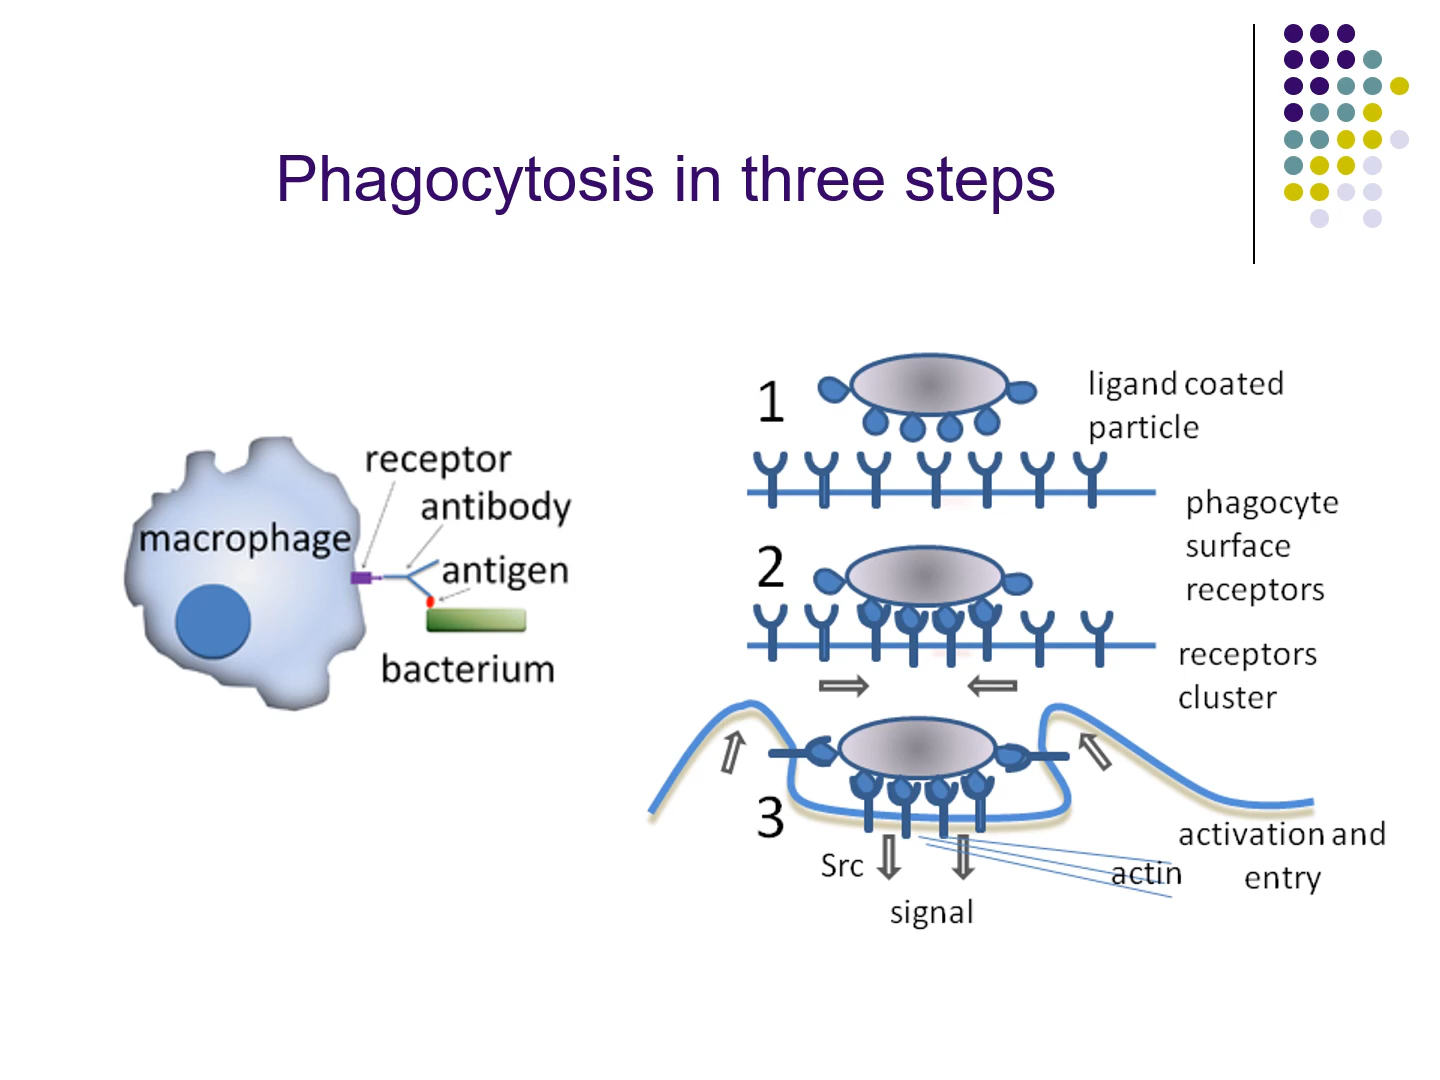 Phagocytosis in three steps
receptor
antibody
macrophage
antigen
bacterium
1
ligand coated
particle
phagocyte
surface
receptors
2
receptors
cluster
3
activation and
entry
Src
actin
signal